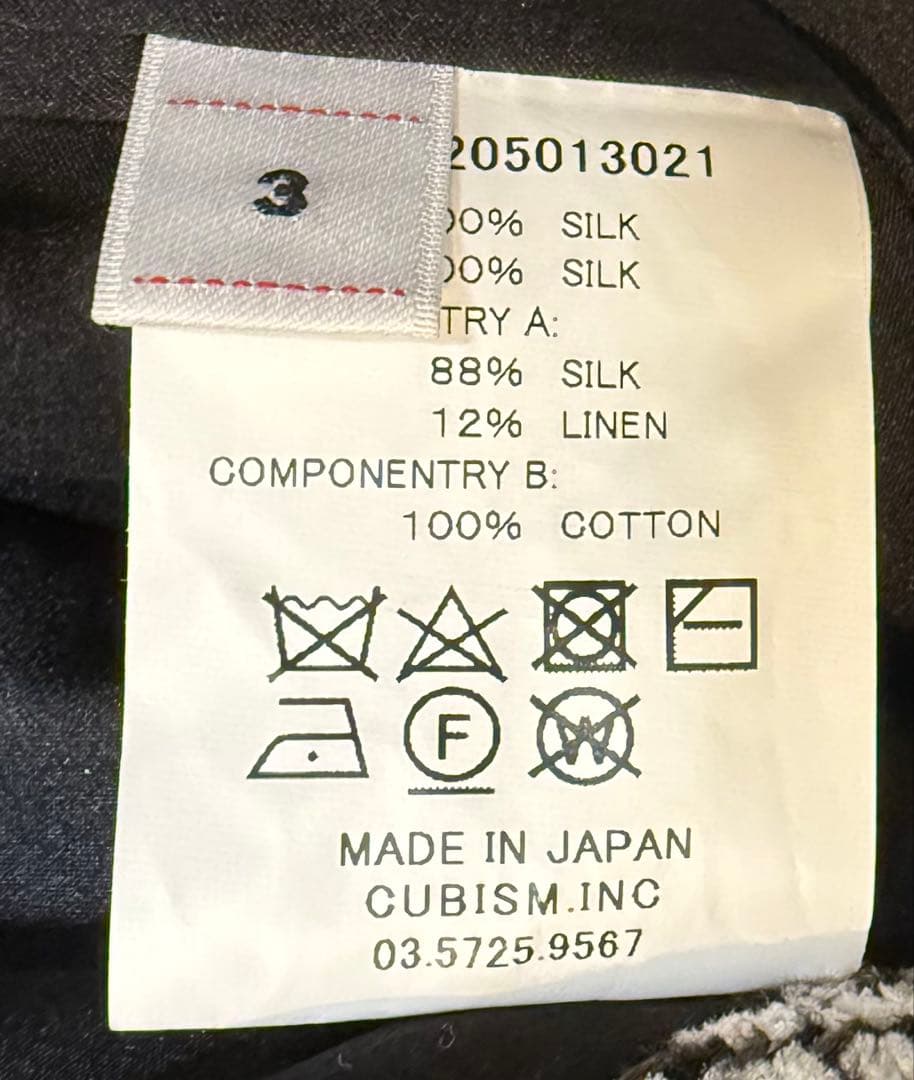 3
205013021
00% SILK
00% SILK
TRY A:
88% SILK
12% LINEN
COMPONENTRY B:
100% COTTON
F
W
MADE IN JAPAN
CUBISM.INC
03.5725.9567